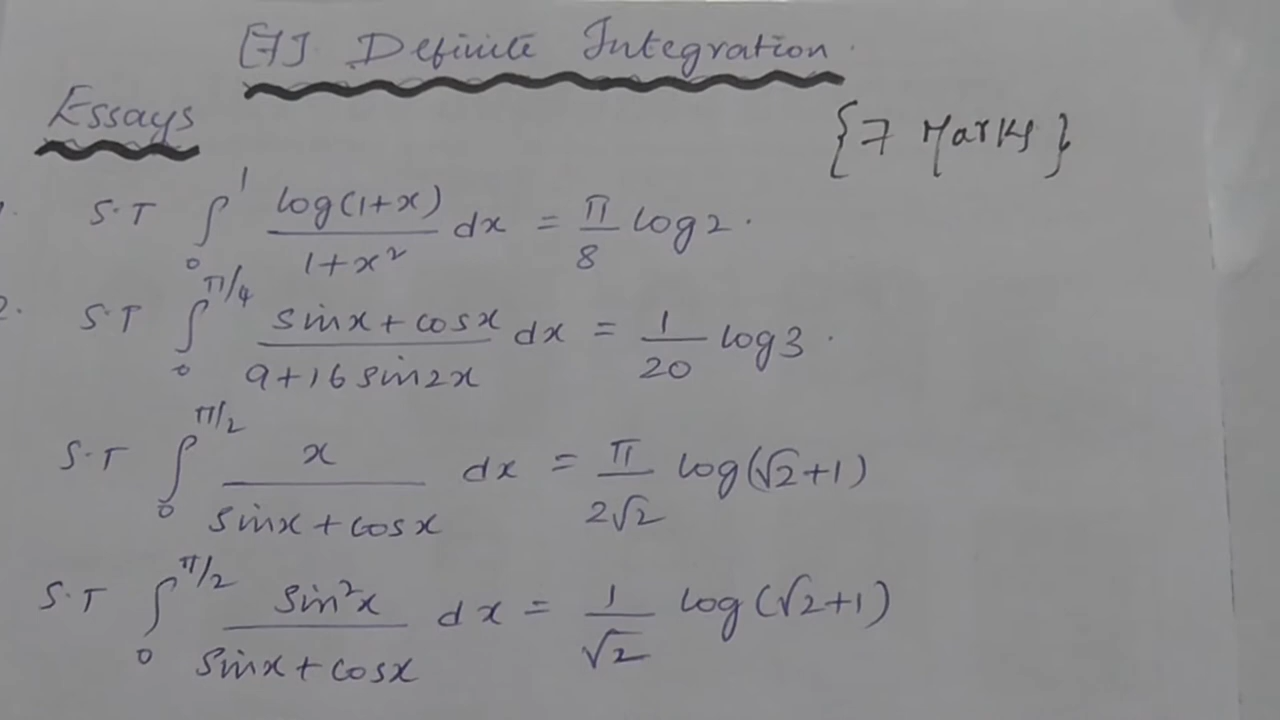 [7] Definite Integration.
Essays
{7 Marks}
1. S.T ∫₀¹ log(1+x)/(1+x²) dx = π/8 log2.
2. S.T ∫₀^(π/4) (sinx+cosx)/(9+16sin2x) dx = 1/20 log3.
S.T ∫₀^(π/2) x/(sinx+cosx) dx = π/(2√2) log(√2+1)
S.T ∫₀^(π/2) sin²x/(sinx+cosx) dx = 1/√2 log(√2+1)